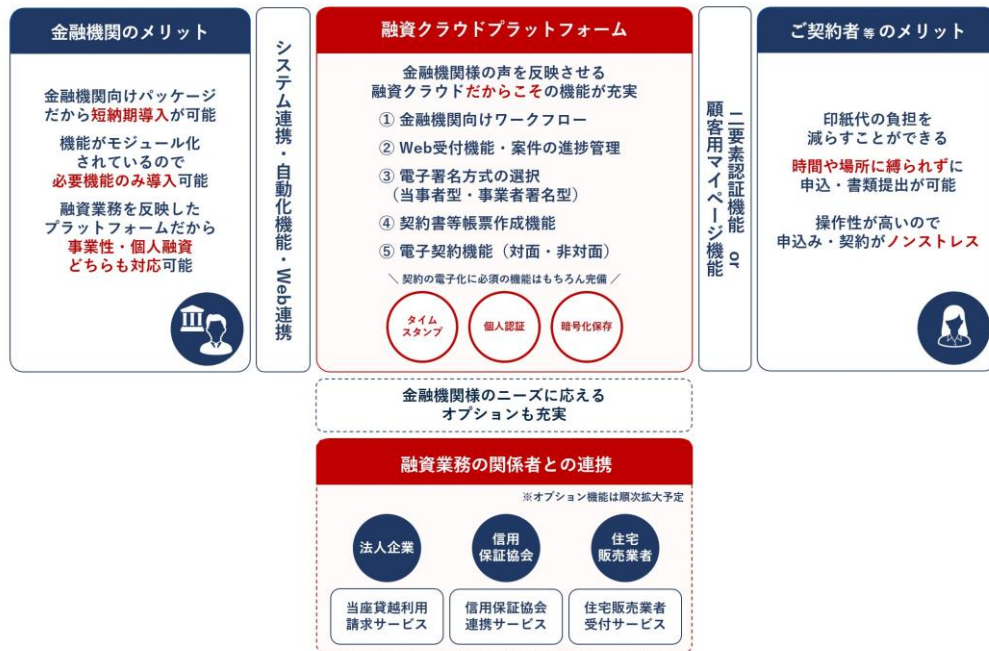 金融機関のメリット
金融機関向けパッケージ
だから短納期導入が可能
機能がモジュール化
されているので
必要機能のみ導入可能
融資業務を反映した
プラットフォームだから
事業性・個人融資
どちらも対応可能
システム連携・自動化機能・Web連携
融資クラウドプラットフォーム
金融機関様の声を反映させる
融資クラウドだからこその機能が充実
① 金融機関向けワークフロー
② Web受付機能・案件の進捗管理
③ 電子署名方式の選択
(当事者型・事業者署名型)
④ 契約書等帳票作成機能
⑤ 電子契約機能(対面・非対面)
\ 契約の電子化に必須の機能はもちろん完備 /
タイム
スタンプ
個人認証
暗号化保存
二要素認証機能 or
顧客用マイページ機能
ご契約者等のメリット
印紙代の負担を
減らすことができる
時間や場所に縛られずに
申込・書類提出が可能
操作性が高いので
申込み・契約がノンストレス
金融機関様のニーズに応える
オプションも充実
融資業務の関係者との連携
※オプション機能は順次拡大予定
法人企業
信用
保証協会
住宅
販売業者
当座貸越利用
請求サービス
信用保証協会
連携サービス
住宅販売業者
受付サービス